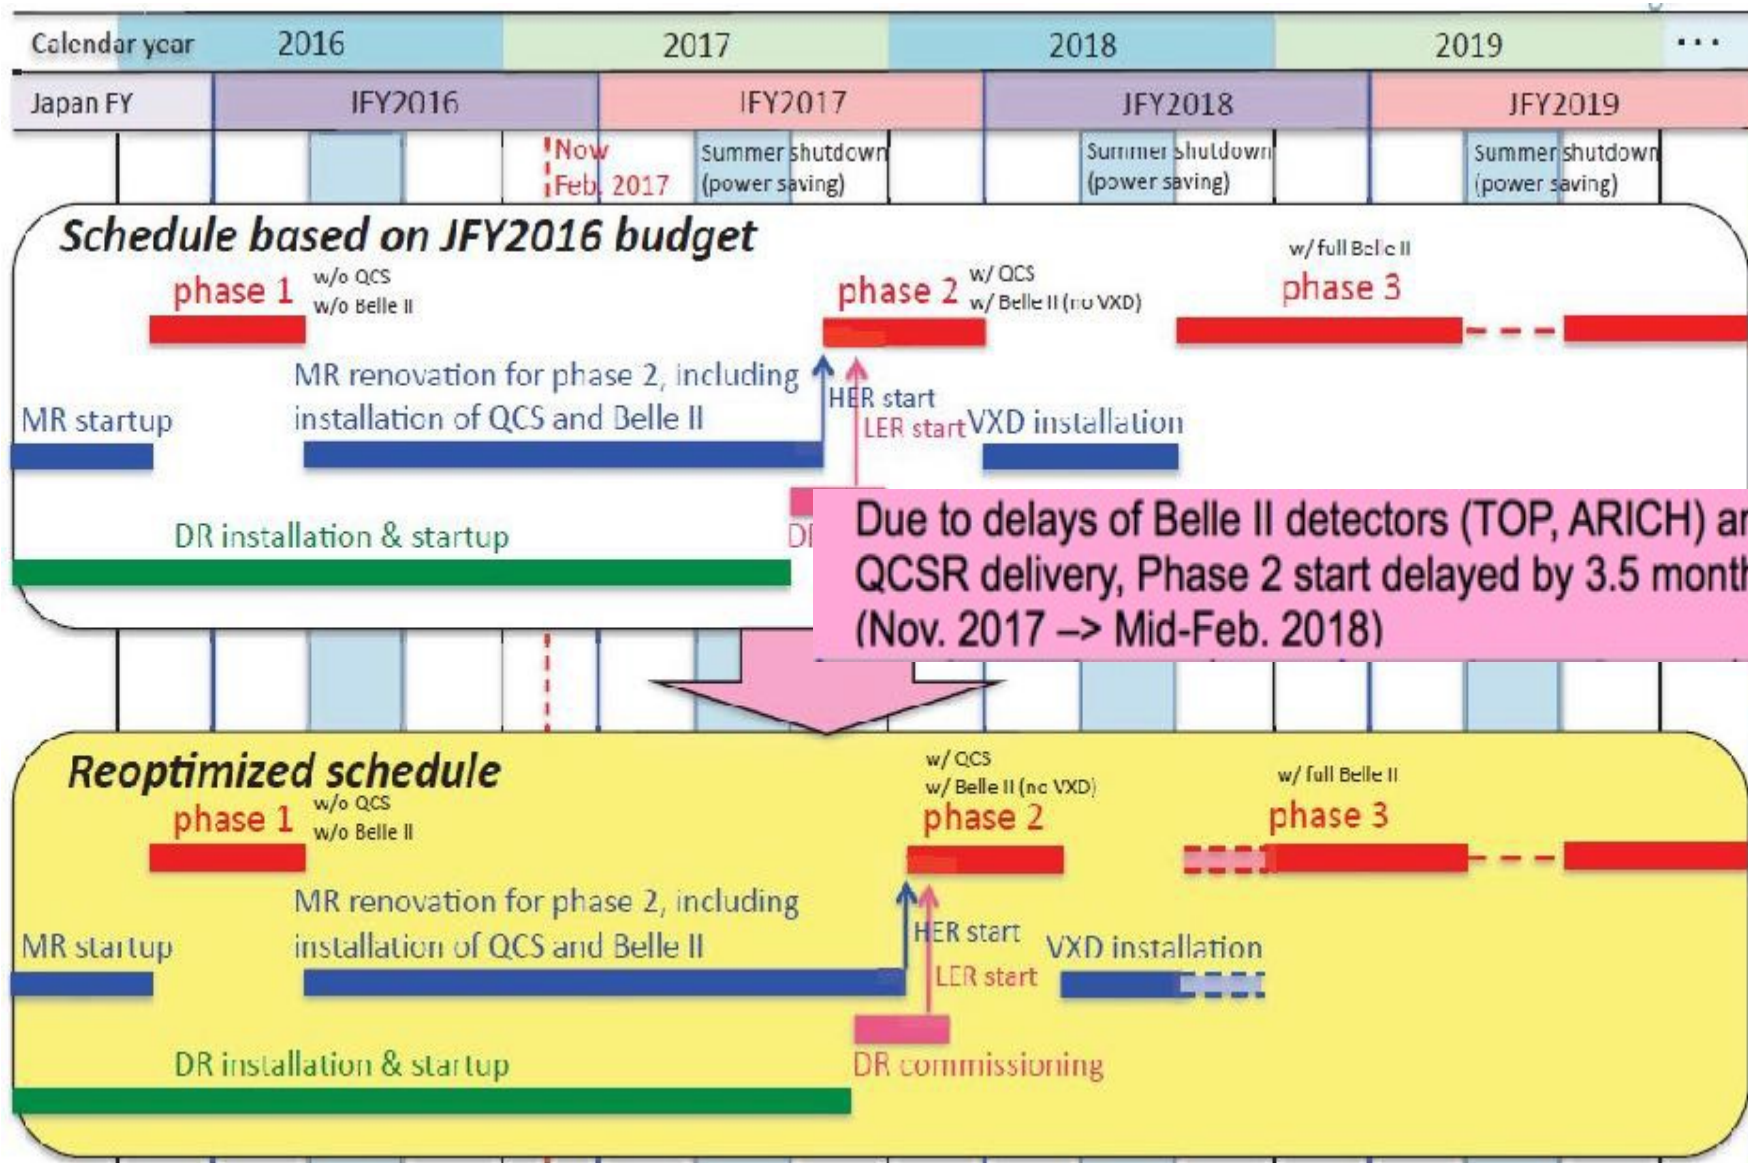 Calendar year 2016 2017 2018 2019 ...
Japan FY JFY2016 JFY2017 JFY2018 JFY2019
Now
Feb. 2017
Summer shutdown
(power saving)
Summer shutdown
(power saving)
Summer shutdown
(power saving)
Schedule based on JFY2016 budget
phase 1
w/o QCS
w/o Belle II
phase 2
w/ QCS
w/ Belle II (no VXD)
w/ full Belle II
phase 3
MR startup
MR renovation for phase 2, including
installation of QCS and Belle II
HER start
LER start
VXD installation
DR installation & startup
Due to delays of Belle II detectors (TOP, ARICH)
QCSR delivery, Phase 2 start delayed by 3.5
(Nov. 2017 –> Mid-Feb. 2018)
Reoptimized schedule
phase 1
w/o QCS
w/o Belle II
w/ QCS
w/ Belle II (no VXD)
phase 2
w/ full Belle II
phase 3
MR startup
MR renovation for phase 2, including
installation of QCS and Belle II
HER start
LER start
VXD installation
DR installation & startup
DR commissioning